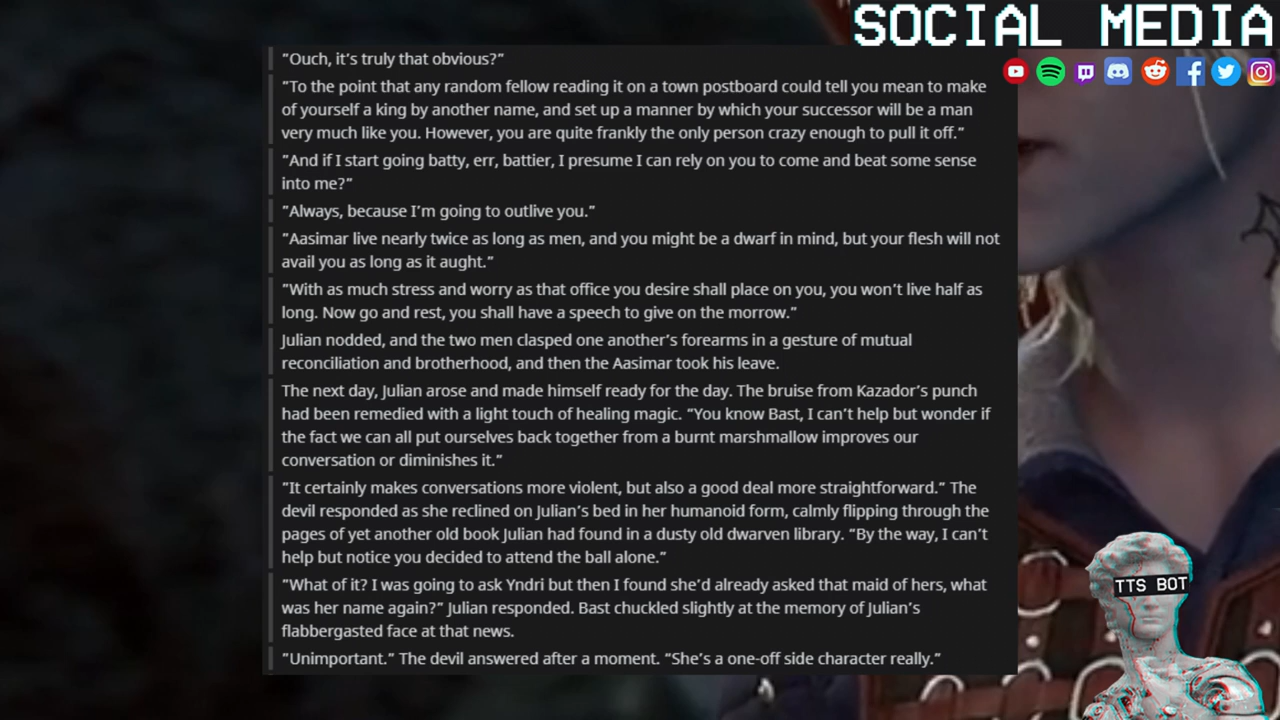 SOCIAL MEDIA
"Ouch, it's truly that obvious?"
"To the point that any random fellow reading it on a town postboard could tell you mean to make
of yourself a king by another name, and set up a manner by which your successor will be a man
very much like you. However, you are quite frankly the only person crazy enough to pull it off."
"And if I start going batty, err, battier, I presume I can rely on you to come and beat some sense
into me?"
"Always, because I'm going to outlive you."
"Aasimar live nearly twice as long as men, and you might be a dwarf in mind, but your flesh will not
avail you as long as it aught."
"With as much stress and worry as that office you desire shall place on you, you won't live half as
long. Now go and rest, you shall have a speech to give on the morrow."
Julian nodded, and the two men clasped one another's forearms in a gesture of mutual
reconciliation and brotherhood, and then the Aasimar took his leave.
The next day, Julian arose and made himself ready for the day. The bruise from Kazador's punch
had been remedied with a light touch of healing magic. "You know Bast, I can't help but wonder if
the fact we can all put ourselves back together from a burnt marshmallow improves our
conversation or diminishes it."
"It certainly makes conversations more violent, but also a good deal more straightforward." The
devil responded as she reclined on Julian's bed in her humanoid form, calmly flipping through the
pages of yet another old book Julian had found in a dusty old dwarven library. "By the way, I can't
help but notice you decided to attend the ball alone."
"What of it? I was going to ask Yndri but then I found she'd already asked that maid of hers, what
was her name again?" Julian responded. Bast chuckled slightly at the memory of Julian's
flabbergasted face at that news.
"Unimportant." The devil answered after a moment. "She's a one-off side character really."
TTS BOT